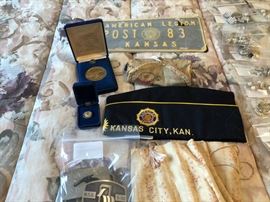 AMERICAN LEGION
POST 83
KANSAS
KANSAS CITY, KAN.